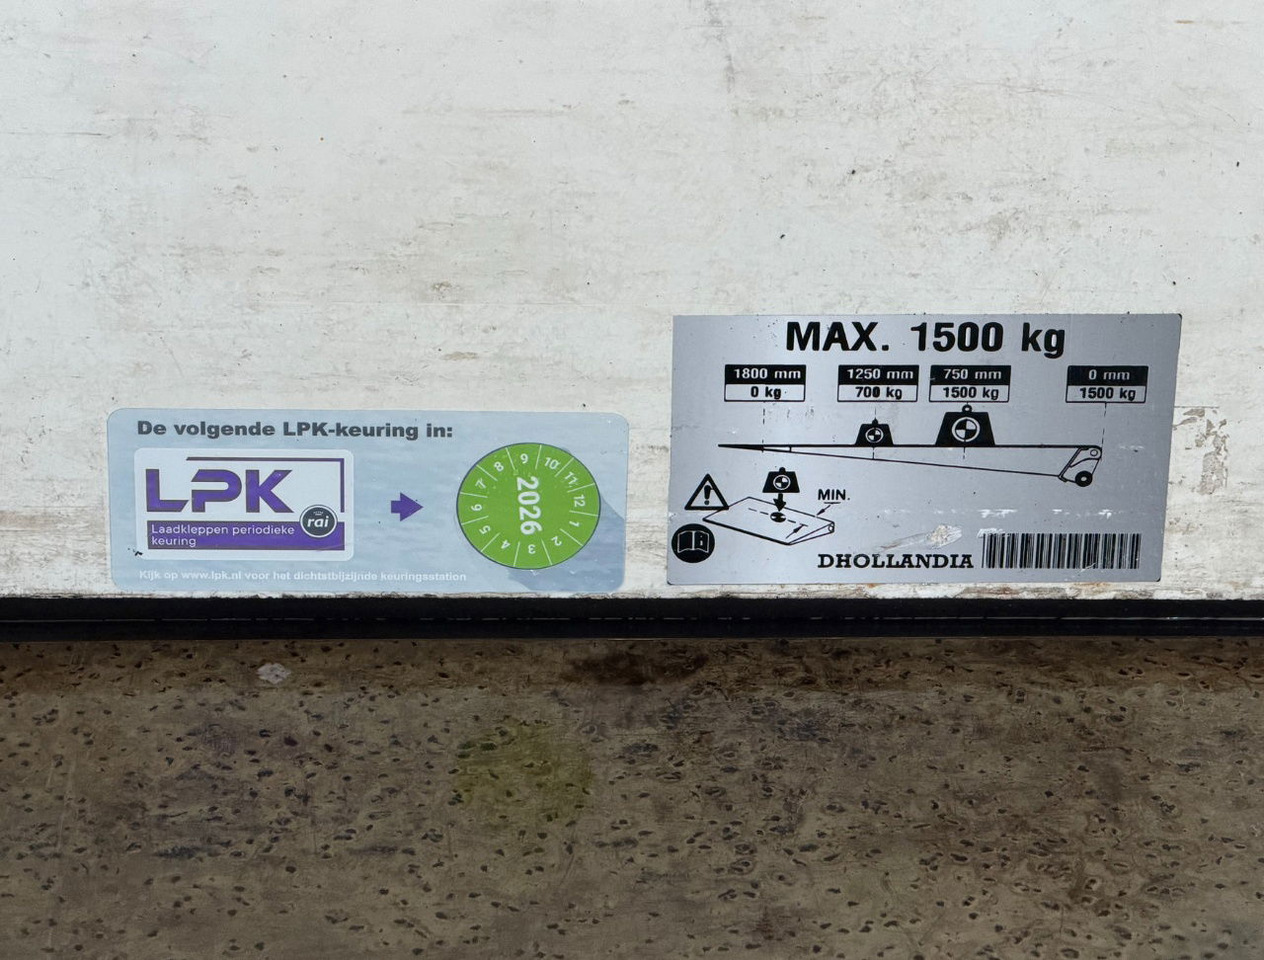 De volgende LPK-keuring in:
LPK
Laadkleppen periodieke
keuring
rai
2026
1 2 3 4 5 6 7 8 9 10 11 12
Kijk op www.lpk.nl voor het dichtstbijzijnde keuringsstation
MAX. 1500 kg
1800 mm 1250 mm 750 mm 0 mm
0 kg 700 kg 1500 kg 1500 kg
MIN.
DHOLLANDIA